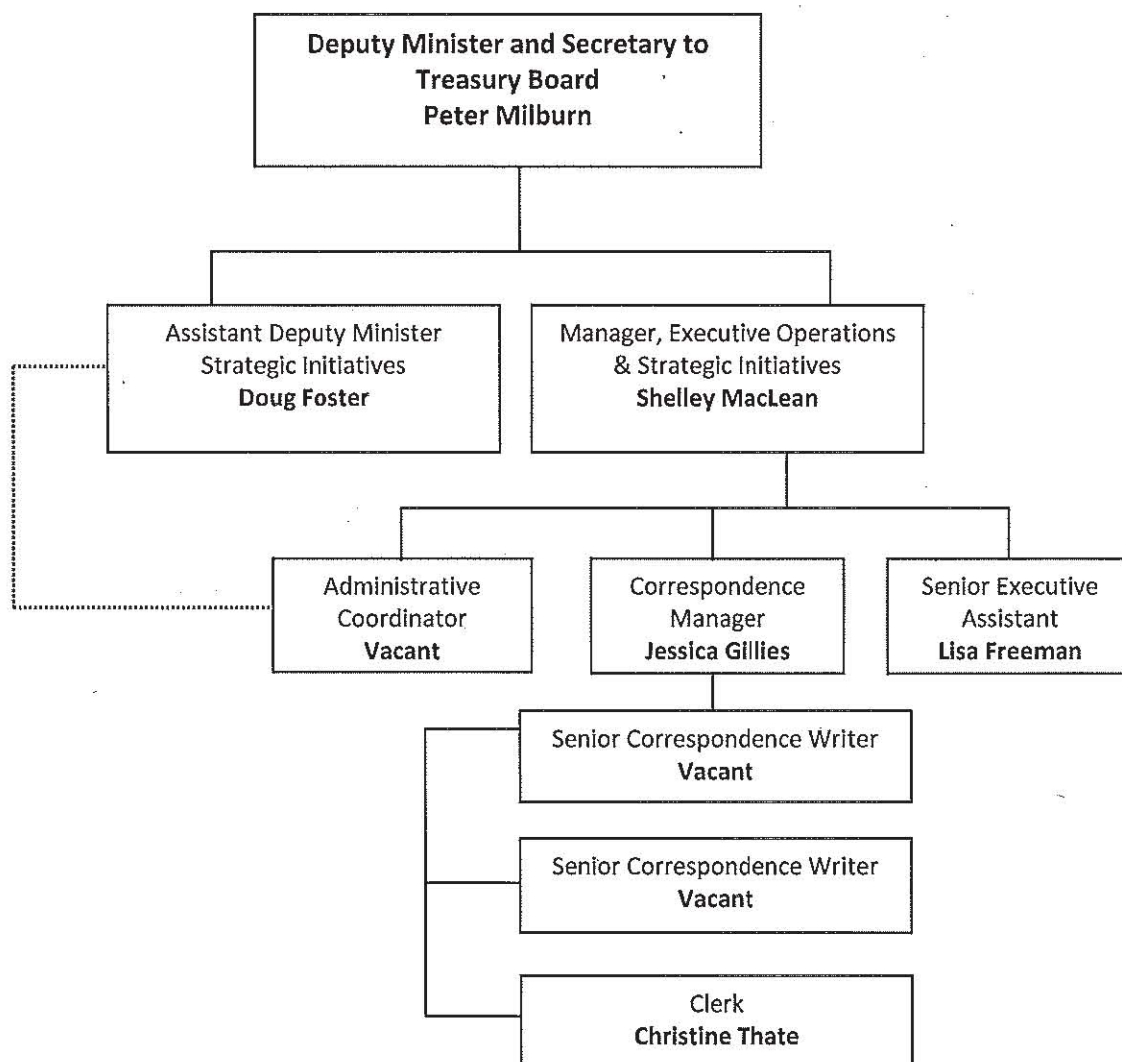 Deputy Minister and Secretary to
Treasury Board
Peter Milburn
Assistant Deputy Minister
Strategic Initiatives
Doug Foster
Manager, Executive Operations
& Strategic Initiatives
Shelley MacLean
Administrative
Coordinator
Vacant
Correspondence
Manager
Jessica Gillies
Senior Executive
Assistant
Lisa Freeman
Senior Correspondence Writer
Vacant
Senior Correspondence Writer
Vacant
Clerk
Christine Thate